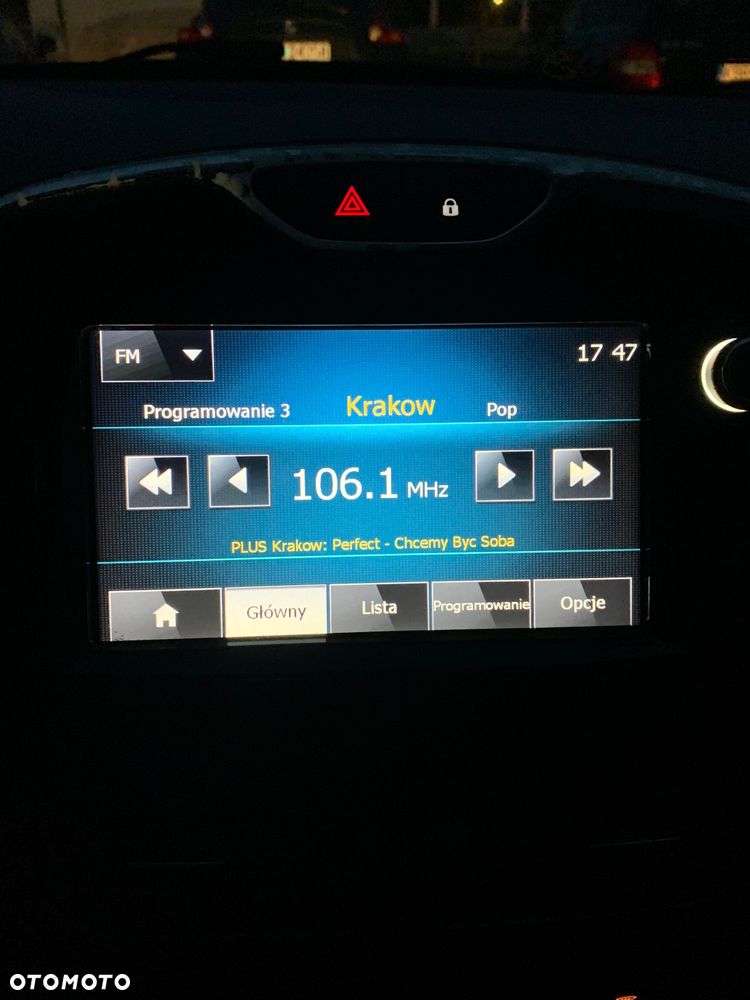 FM
17 47
Programowanie 3 Krakow Pop
106.1 MHz
PLUS Krakow: Perfect - Chcemy Byc Soba
Główny Lista Programowanie Opcje
OTOMOTO